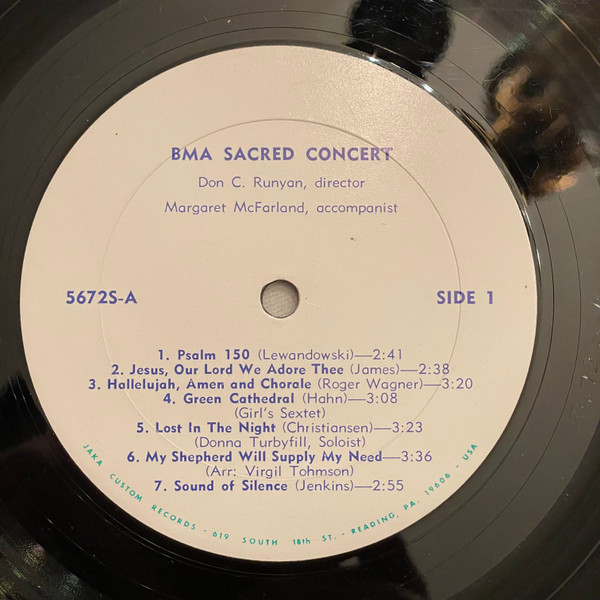 BMA SACRED CONCERT
Don C. Runyan, director
Margaret McFarland, accompanist
5672S-A
SIDE 1
1. Psalm 150 (Lewandowski)—2:41
2. Jesus, Our Lord We Adore Thee (James)—2:38
3. Hallelujah, Amen and Chorale (Roger Wagner)—3:20
4. Green Cathedral (Hahn)—3:08
(Girl's Sextet)
5. Lost In The Night (Christiansen)—3:23
(Donna Turbyfill, Soloist)
6. My Shepherd Will Supply My Need—3:36
(Arr: Virgil Tohmson)
7. Sound of Silence (Jenkins)—2:55
JAKA CUSTOM RECORDS - 619 SOUTH 18th ST. - READING, PA. 19606 - USA